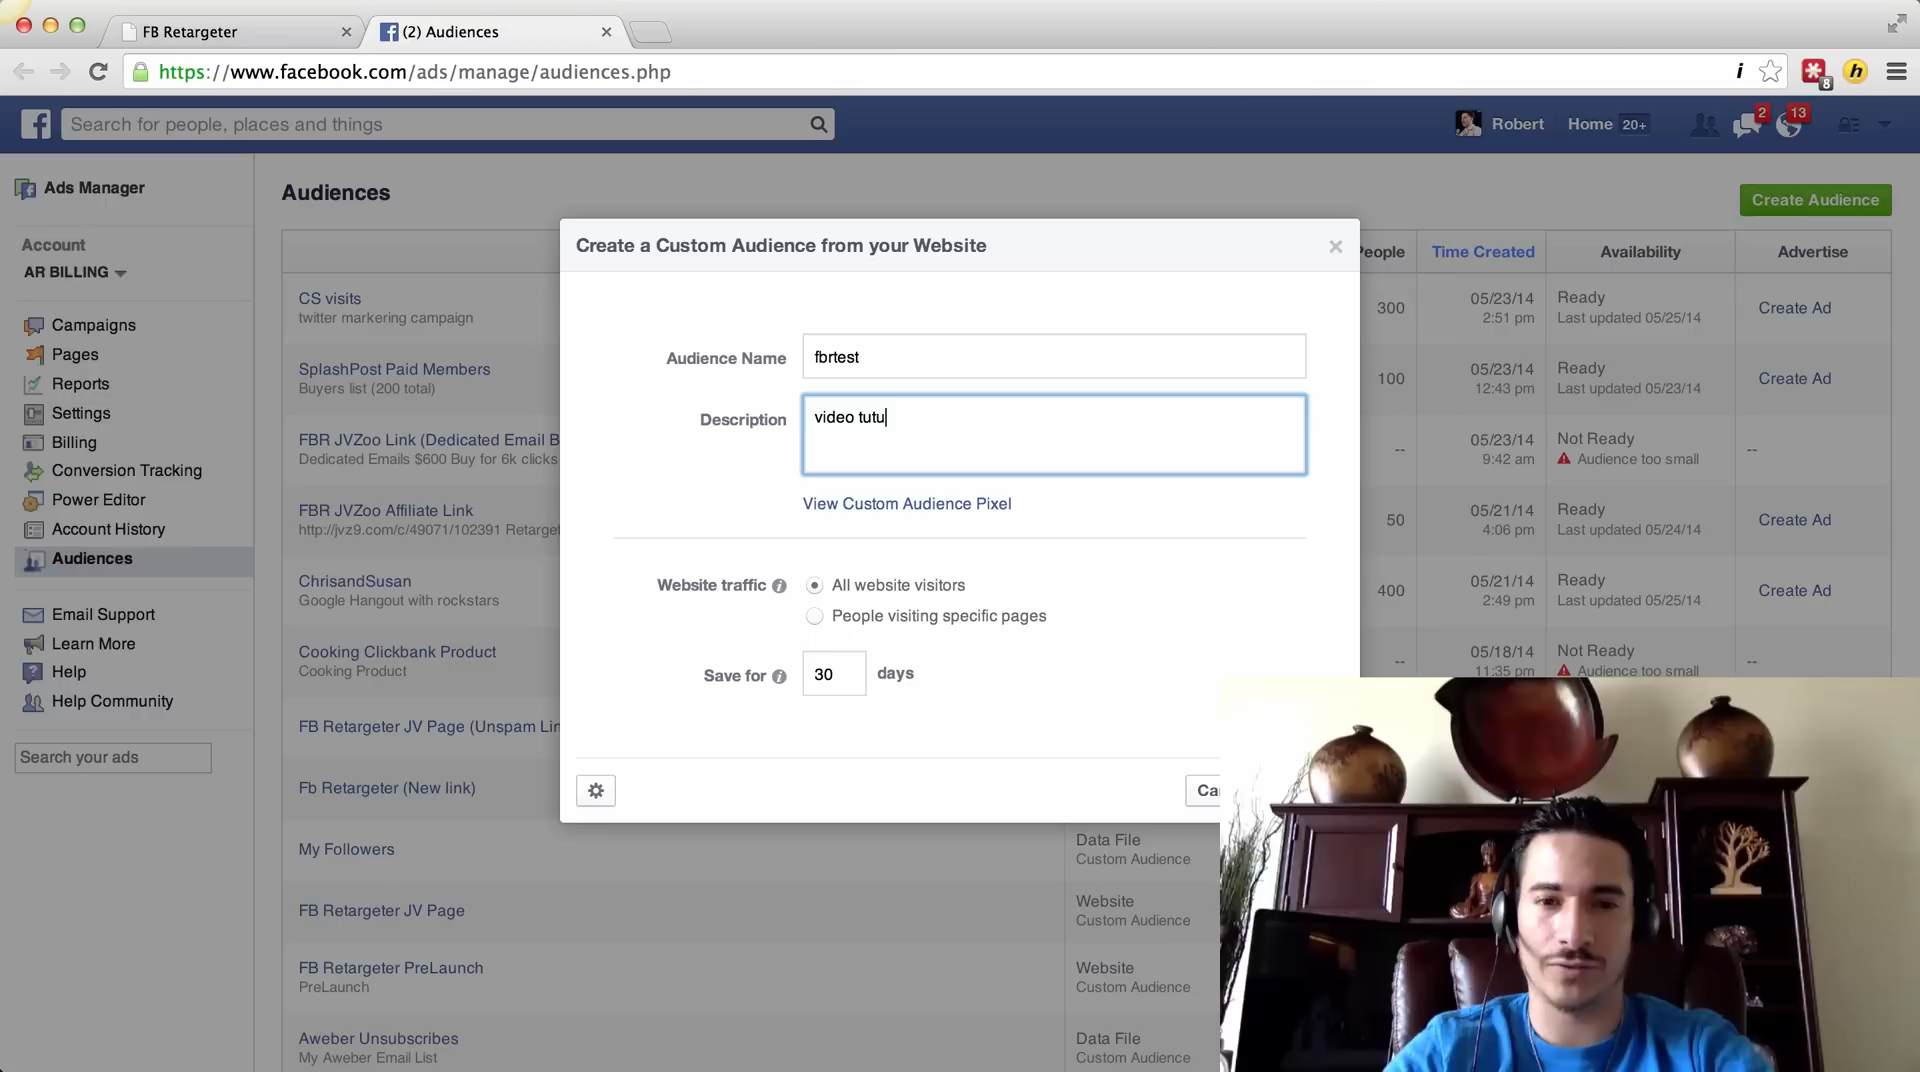 FB Retargeter
(2) Audiences
https://www.facebook.com/ads/manage/audiences.php
i
8
h
Search for people, places and things
Robert
Home 20+
2
13
Ads Manager
Account
AR BILLING
Campaigns
Pages
Reports
Settings
Billing
Conversion Tracking
Power Editor
Account History
Audiences
Email Support
Learn More
Help
Help Community
Search your ads
Audiences
Create Audience
People Time Created Availability Advertise
CS visits
twitter markering campaign
300
05/23/14
2:51 pm
Ready
Last updated 05/25/14
Create Ad
SplashPost Paid Members
Buyers list (200 total)
100
05/23/14
12:43 pm
Ready
Last updated 05/23/14
Create Ad
FBR JVZoo Link (Dedicated Email B
Dedicated Emails $600 Buy for 6k clicks
--
05/23/14
9:42 am
Not Ready
Audience too small
--
FBR JVZoo Affiliate Link
http://jvz9.com/c/49071/102391 Retarget
50
05/21/14
4:06 pm
Ready
Last updated 05/24/14
Create Ad
ChrisandSusan
Google Hangout with rockstars
400
05/21/14
2:49 pm
Ready
Last updated 05/25/14
Create Ad
Cooking Clickbank Product
Cooking Product
--
05/18/14
11:35 pm
Not Ready
Audience too small
--
FB Retargeter JV Page (Unspam Lin
Fb Retargeter (New link)
My Followers
Data File
Custom Audience
FB Retargeter JV Page
Website
Custom Audience
FB Retargeter PreLaunch
PreLaunch
Website
Custom Audience
Aweber Unsubscribes
My Aweber Email List
Data File
Custom Audience
Create a Custom Audience from your Website
Audience Name fbrtest
Description video tutu
View Custom Audience Pixel
Website traffic All website visitors
People visiting specific pages
Save for 30 days
Ca